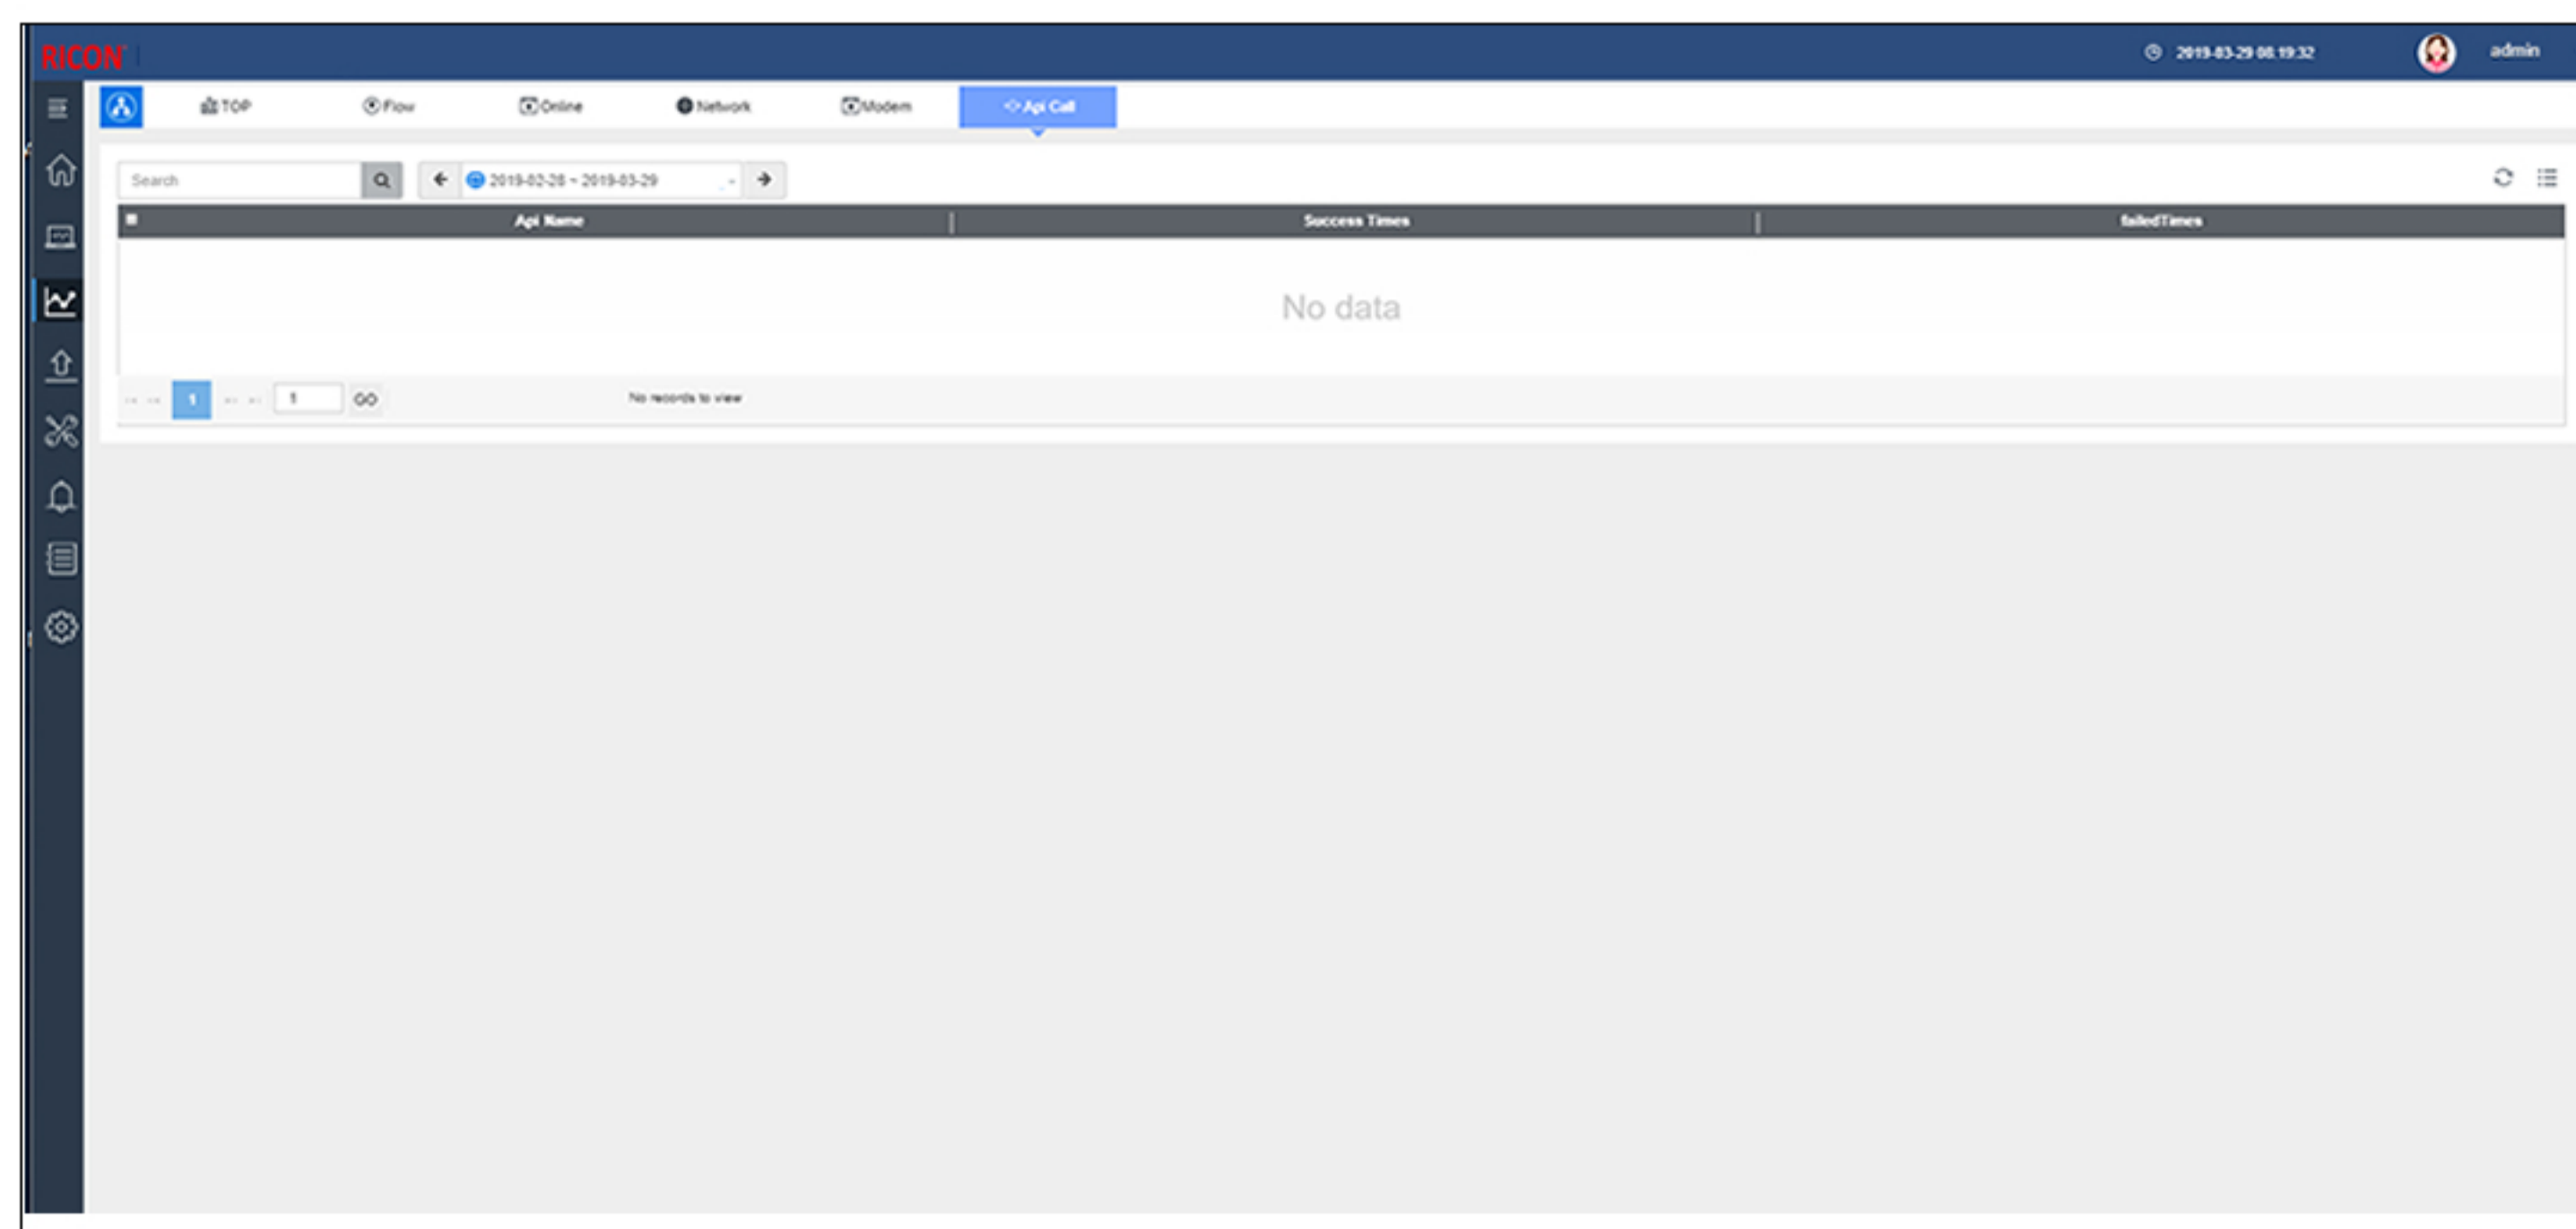 RICON
2019-03-29 08:19:32 admin
TOP Flow Online Network Modem <> Api Call
Search 2019-02-28 ~ 2019-03-29
Api Name Success Times failedTimes
No data
1 1 GO No records to view